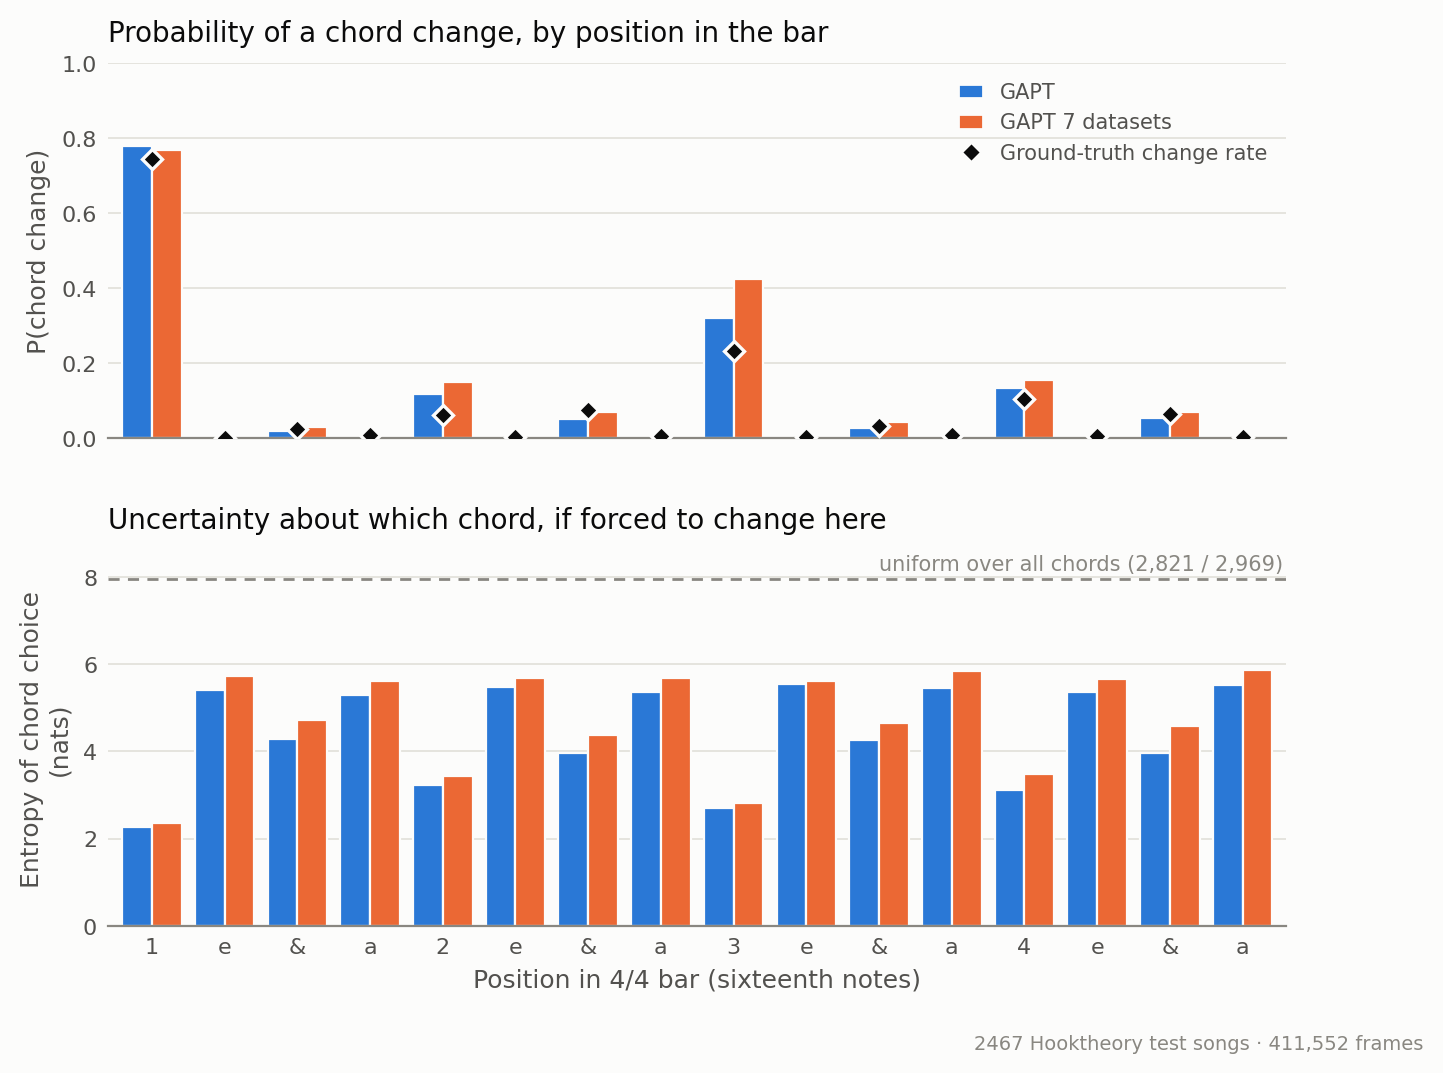 Probability of a chord change, by position in the bar
P(chord change)
1.0
0.8
0.6
0.4
0.2
0.0
GAPT
GAPT 7 datasets
Ground-truth change rate
Uncertainty about which chord, if forced to change here
uniform over all chords (2,821 / 2,969)
Entropy of chord choice
(nats)
8
6
4
2
0
1 e & a 2 e & a 3 e & a 4 e & a
Position in 4/4 bar (sixteenth notes)
2467 Hooktheory test songs · 411,552 frames